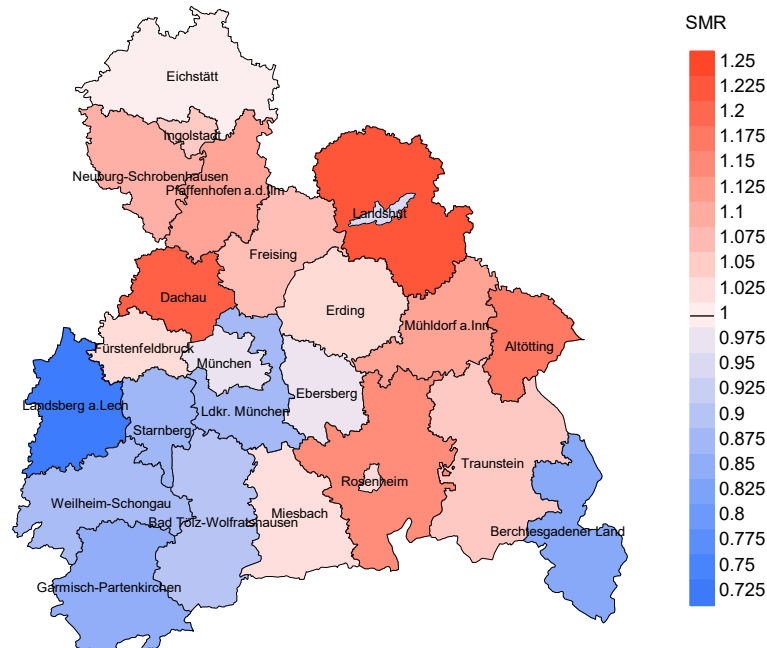 SMR
1.25
1.225
1.2
1.175
1.15
1.125
1.1
1.075
1.05
1.025
1
0.975
0.95
0.925
0.9
0.875
0.85
0.825
0.8
0.775
0.75
0.725
Eichstätt
Ingolstadt
Neuburg-Schrobenhausen
Pfaffenhofen a.d.Ilm
Landshut
Freising
Dachau
Erding
Mühldorf a.Inn
Altötting
Fürstenfeldbruck
München
Ebersberg
Landsberg a.Lech
Ldkr. München
Starnberg
Traunstein
Rosenheim
Weilheim-Schongau
Miesbach
Bad Tölz-Wolfratshausen
Berchtesgadener Land
Garmisch-Partenkirchen